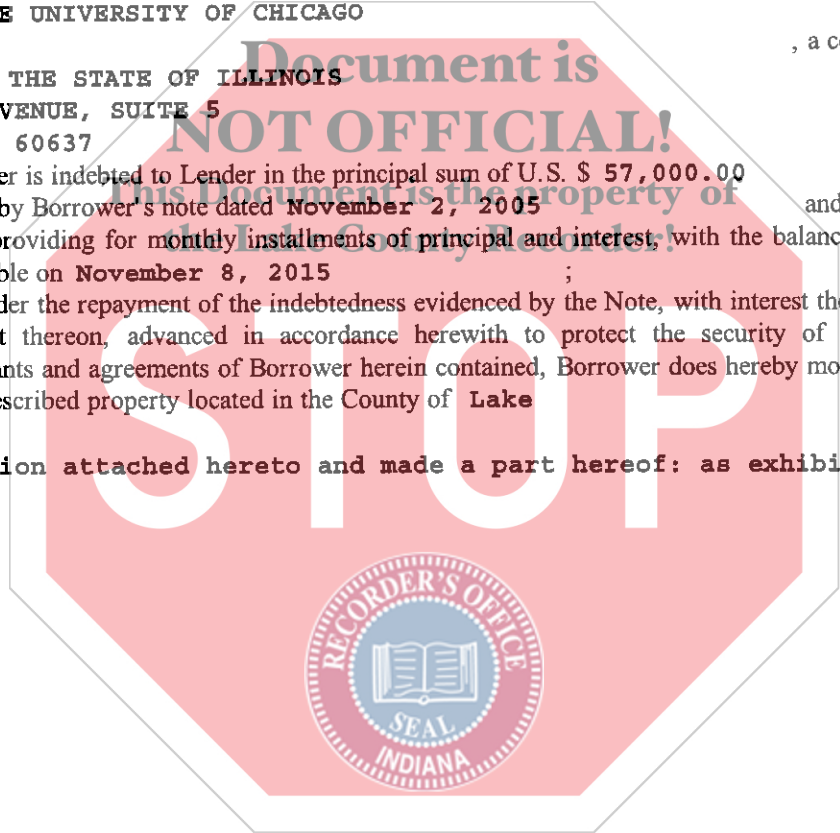 E UNIVERSITY OF CHICAGO
, a c
THE STATE OF ILLINOIS
VENUE, SUITE 5
60637
er is indebted to Lender in the principal sum of U.S. $ 57,000.00
by Borrower's note dated November 2, 2005 and
providing for monthly installments of principal and interest, with the balanc
ble on November 8, 2015 ;
der the repayment of the indebtedness evidenced by the Note, with interest the
t thereon, advanced in accordance herewith to protect the security of
nts and agreements of Borrower herein contained, Borrower does hereby mo
escribed property located in the County of Lake
ion attached hereto and made a part hereof: as exhibi
Document is
NOT OFFICIAL!
This Document is the property of
the Lake County Recorder!
STOP
RECORDER'S OFFICE
SEAL
INDIANA